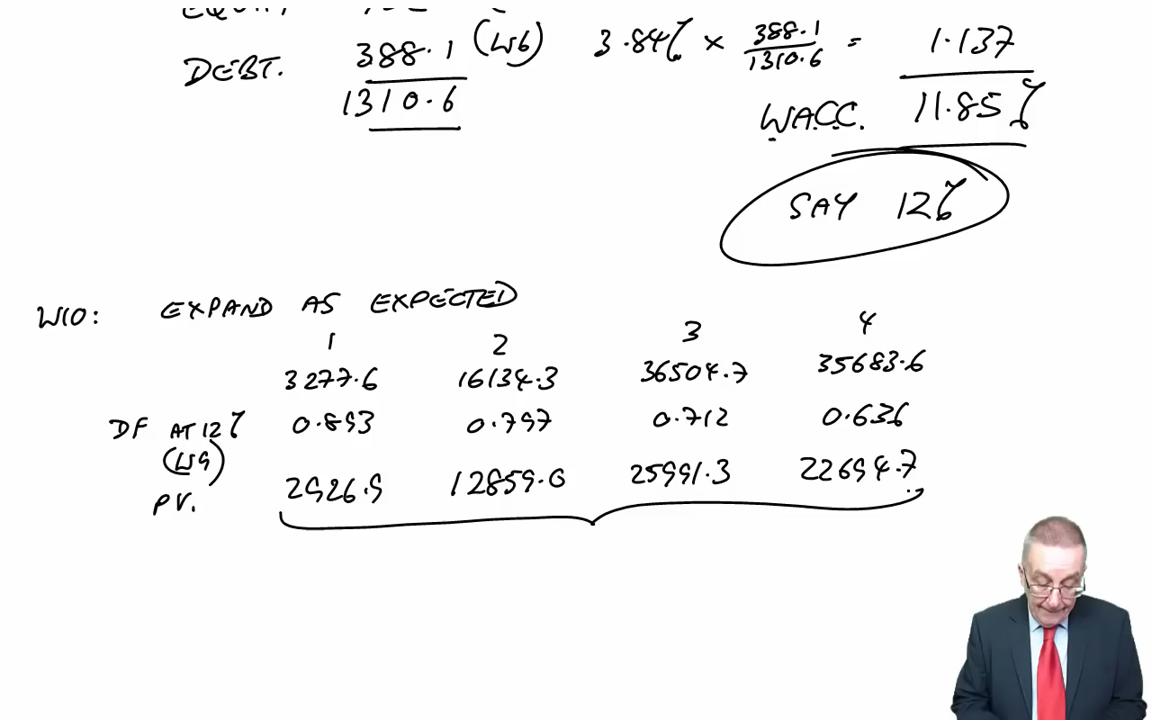 DEBT. 388.1 (W6) 3.84% × 388.1/1310.6 = 1.137
1310.6 W.A.C.C. 11.85%
SAY 12%
W10: EXPAND AS EXPECTED
1 2 3 4
3277.6 16134.3 36504.7 35683.6
DF AT 12% 0.893 0.797 0.712 0.636
(W9)
PV. 2926.9 12859.0 25991.3 22694.7